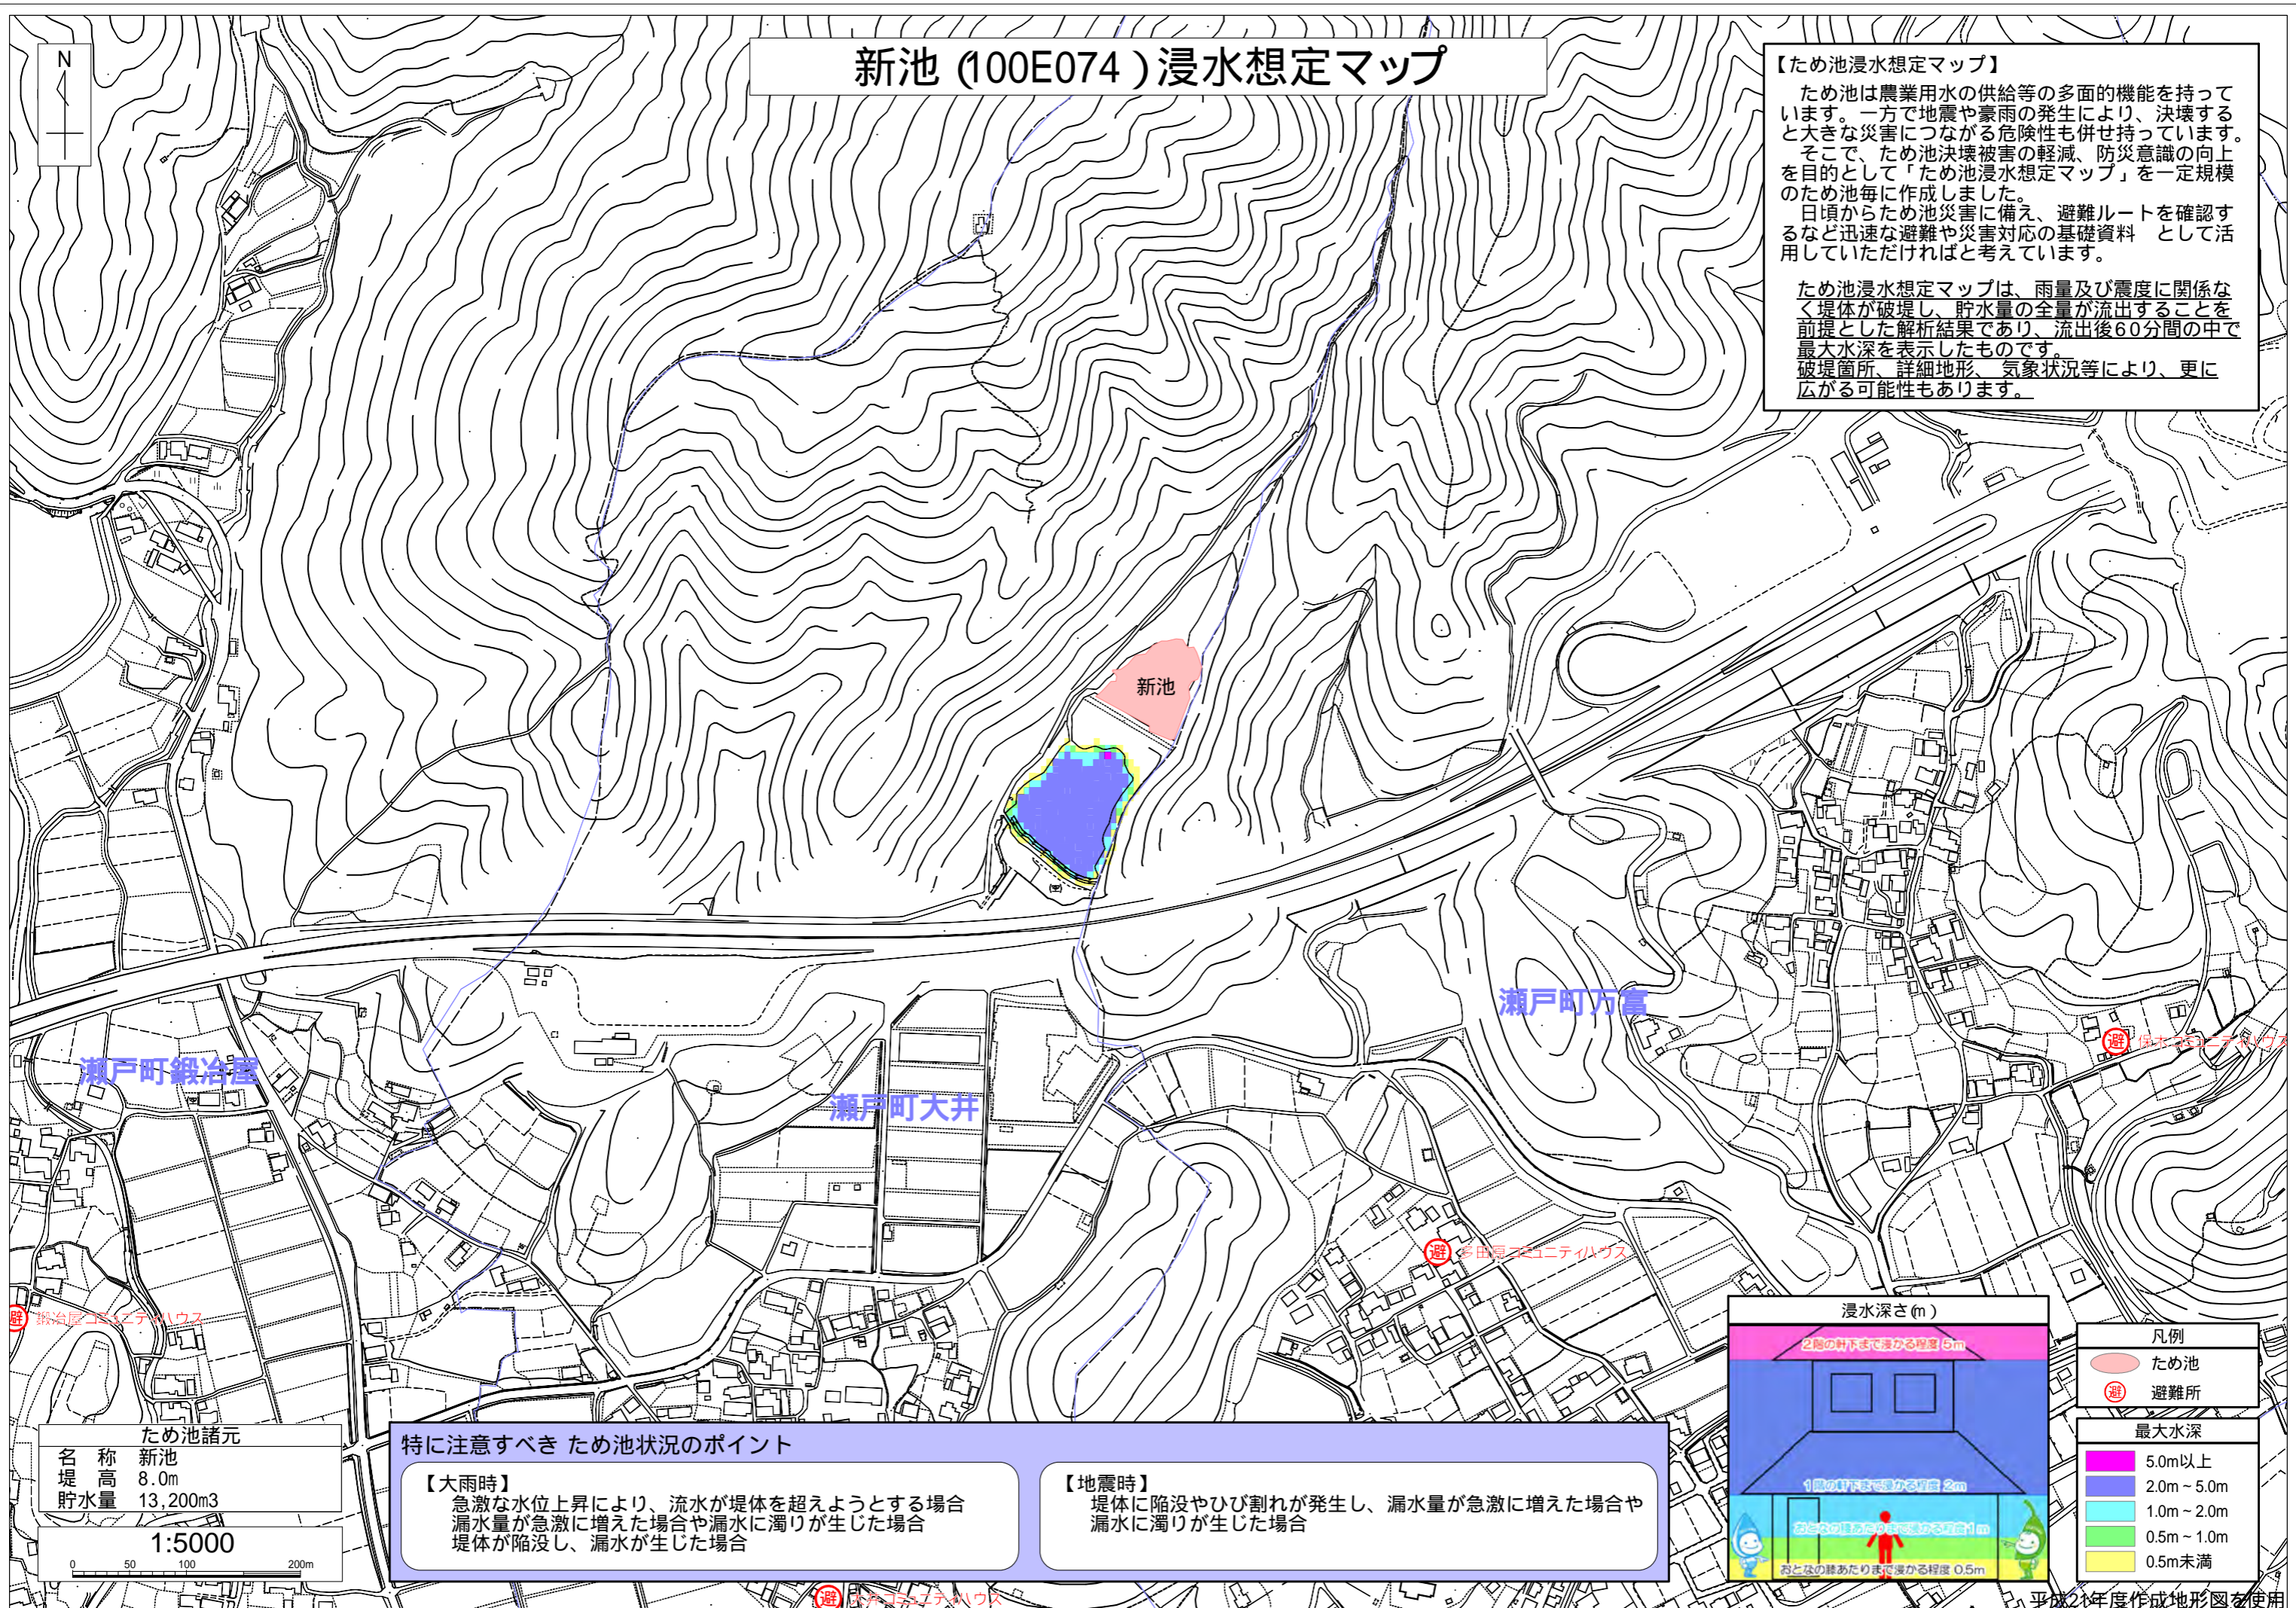 新池 (100E074 ) 浸水想定マップ
N
【ため池浸水想定マップ】
ため池は農業用水の供給等の多面的機能を持って
います。一方で地震や豪雨の発生により、決壊する
と大きな災害につながる危険性も併せ持っています。
そこで、ため池決壊被害の軽減、防災意識の向上
を目的として「ため池浸水想定マップ」を一定規模
のため池毎に作成しました。
日頃からため池災害に備え、避難ルートを確認す
るなど迅速な避難や災害対応の基礎資料　として活
用していただければと考えています。
ため池浸水想定マップは、雨量及び震度に関係な
く堤体が破堤し、貯水量の全量が流出することを
前提とした解析結果であり、流出後60分間の中で
最大水深を表示したものです。
破堤箇所、詳細地形、気象状況等により、更に
広がる可能性もあります。
新池
瀬戸町万富
避 保木コミュニティハウス
瀬戸町鍛冶屋
瀬戸町大井
避 多田原コミュニティハウス
避 鍛冶屋コミュニティハウス
ため池諸元
名　称　新池
堤　高　8.0m
貯水量　13,200m3
1:5000
0 50 100 200m
特に注意すべき ため池状況のポイント
【大雨時】
急激な水位上昇により、流水が堤体を超えようとする場合
漏水量が急激に増えた場合や漏水に濁りが生じた場合
堤体が陥没し、漏水が生じた場合
【地震時】
堤体に陥没やひび割れが発生し、漏水量が急激に増えた場合や
漏水に濁りが生じた場合
浸水深さ(m)
2階の軒下まで浸かる程度 5m
1階の軒下まで浸かる程度 2m
おとなの腰あたりまで浸かる程度 1m
おとなの膝あたりまで浸かる程度 0.5m
凡例
ため池
避 避難所
最大水深
5.0m以上
2.0m～5.0m
1.0m～2.0m
0.5m～1.0m
0.5m未満
避 大井コミュニティハウス
平成21年度作成地形図を使用